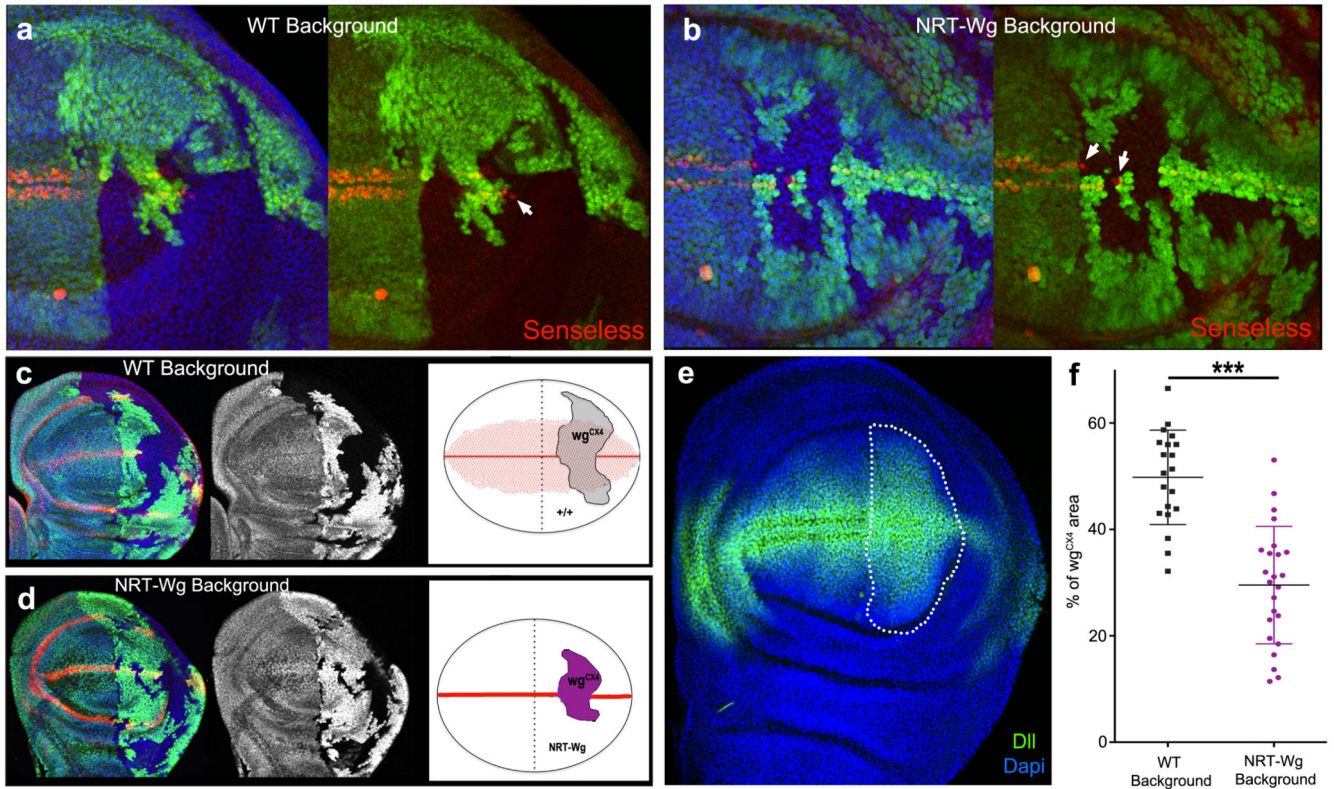 a
WT Background
Senseless
b
NRT-Wg Background
Senseless
c
WT Background
wgCX4
+/+
d
NRT-Wg Background
wgCX4
NRT-Wg
e
Dll
Dapi
f
***
% of wgCX4 area
60
40
20
0
WT
Background
NRT-Wg
Background